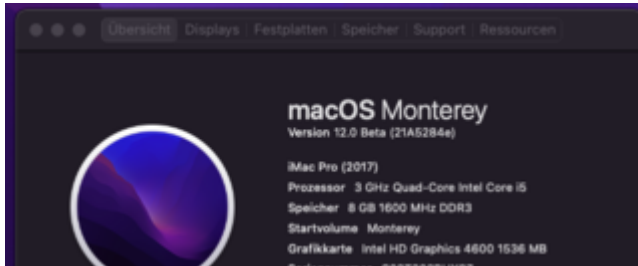 Übersicht Displays Festplatten Speicher Support Ressourcen
macOS Monterey
Version 12.0 Beta (21A5284e)
iMac Pro (2017)
Prozessor 3 GHz Quad-Core Intel Core i5
Speicher 8 GB 1600 MHz DDR3
Startvolume Monterey
Grafikkarte Intel HD Graphics 4600 1536 MB